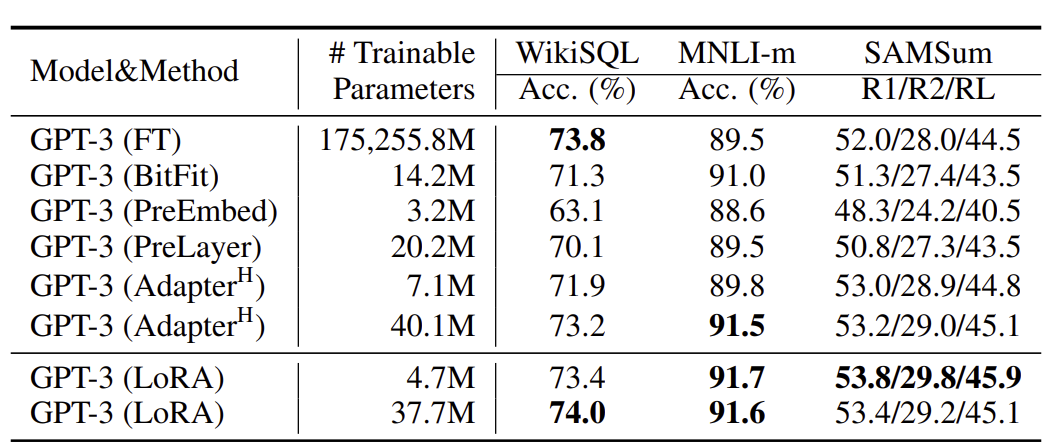 Model&Method # Trainable Parameters WikiSQL MNLI-m SAMSum
Acc. (%) Acc. (%) R1/R2/RL
GPT-3 (FT) 175,255.8M 73.8 89.5 52.0/28.0/44.5
GPT-3 (BitFit) 14.2M 71.3 91.0 51.3/27.4/43.5
GPT-3 (PreEmbed) 3.2M 63.1 88.6 48.3/24.2/40.5
GPT-3 (PreLayer) 20.2M 70.1 89.5 50.8/27.3/43.5
GPT-3 (AdapterH) 7.1M 71.9 89.8 53.0/28.9/44.8
GPT-3 (AdapterH) 40.1M 73.2 91.5 53.2/29.0/45.1
GPT-3 (LoRA) 4.7M 73.4 91.7 53.8/29.8/45.9
GPT-3 (LoRA) 37.7M 74.0 91.6 53.4/29.2/45.1